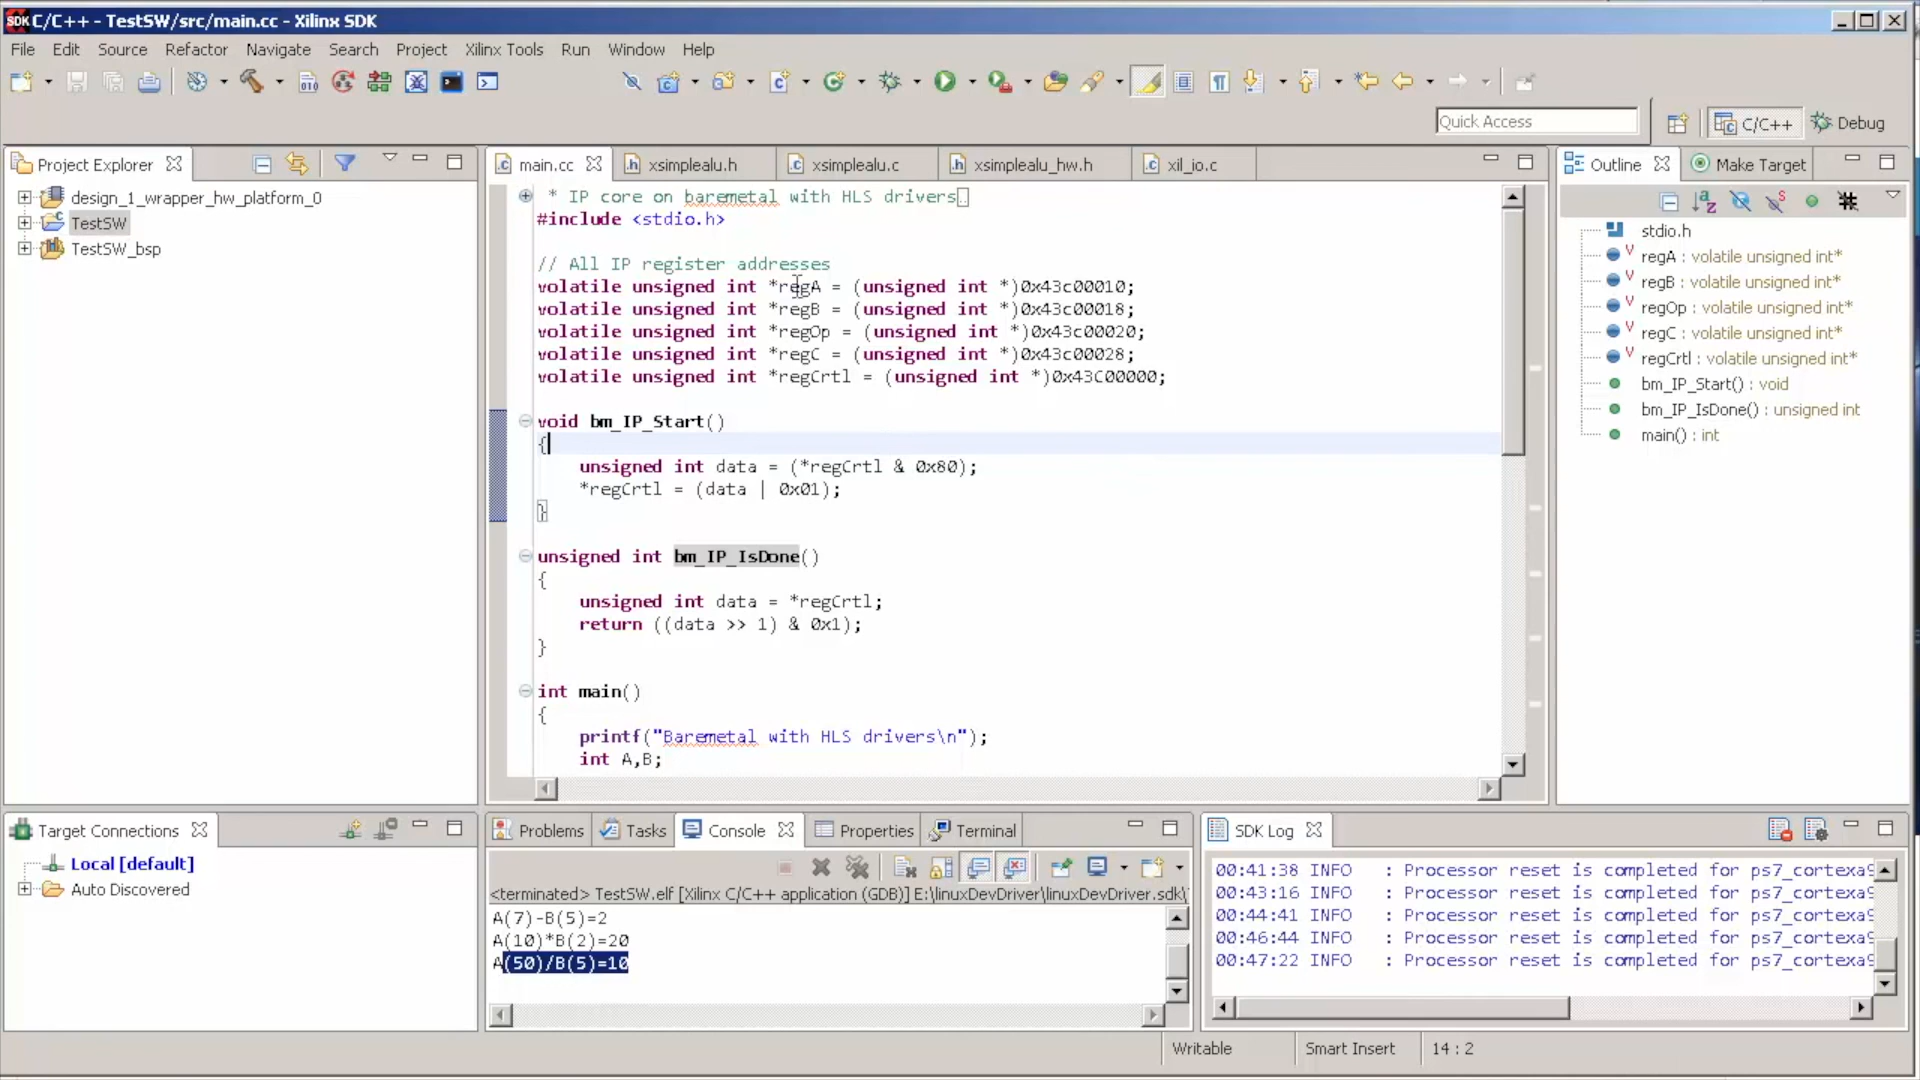 SDK C/C++ - TestSW/src/main.cc - Xilinx SDK
File Edit Source Refactor Navigate Search Project Xilinx Tools Run Window Help
010
Quick Access
C/C++
Debug
Project Explorer
design_1_wrapper_hw_platform_0
TestSW
TestSW_bsp
main.cc
xsimplealu.h
xsimplealu.c
xsimplealu_hw.h
xil_io.c
* IP core on baremetal with HLS drivers
#include <stdio.h>
// All IP register addresses
volatile unsigned int *regA = (unsigned int *)0x43c00010;
volatile unsigned int *regB = (unsigned int *)0x43c00018;
volatile unsigned int *regOp = (unsigned int *)0x43c00020;
volatile unsigned int *regC = (unsigned int *)0x43c00028;
volatile unsigned int *regCrtl = (unsigned int *)0x43C00000;
void bm_IP_Start()
{
unsigned int data = (*regCrtl & 0x80);
*regCrtl = (data | 0x01);
}
unsigned int bm_IP_IsDone()
{
unsigned int data = *regCrtl;
return ((data >> 1) & 0x1);
}
int main()
{
printf("Baremetal with HLS drivers\n");
int A,B;
Outline
Make Target
stdio.h
regA : volatile unsigned int*
regB : volatile unsigned int*
regOp : volatile unsigned int*
regC : volatile unsigned int*
regCrtl : volatile unsigned int*
bm_IP_Start() : void
bm_IP_IsDone() : unsigned int
main() : int
Target Connections
Local [default]
Auto Discovered
Problems
Tasks
Console
Properties
Terminal
<terminated> TestSW.elf [Xilinx C/C++ application (GDB)] E:\linuxDevDriver\linuxDevDriver.sdk\
A(7)-B(5)=2
A(10)*B(2)=20
A(50)/B(5)=10
SDK Log
00:41:38 INFO : Processor reset is completed for ps7_cortexa9
00:43:16 INFO : Processor reset is completed for ps7_cortexa9
00:44:41 INFO : Processor reset is completed for ps7_cortexa9
00:46:44 INFO : Processor reset is completed for ps7_cortexa9
00:47:22 INFO : Processor reset is completed for ps7_cortexa9
Writable
Smart Insert
14 : 2